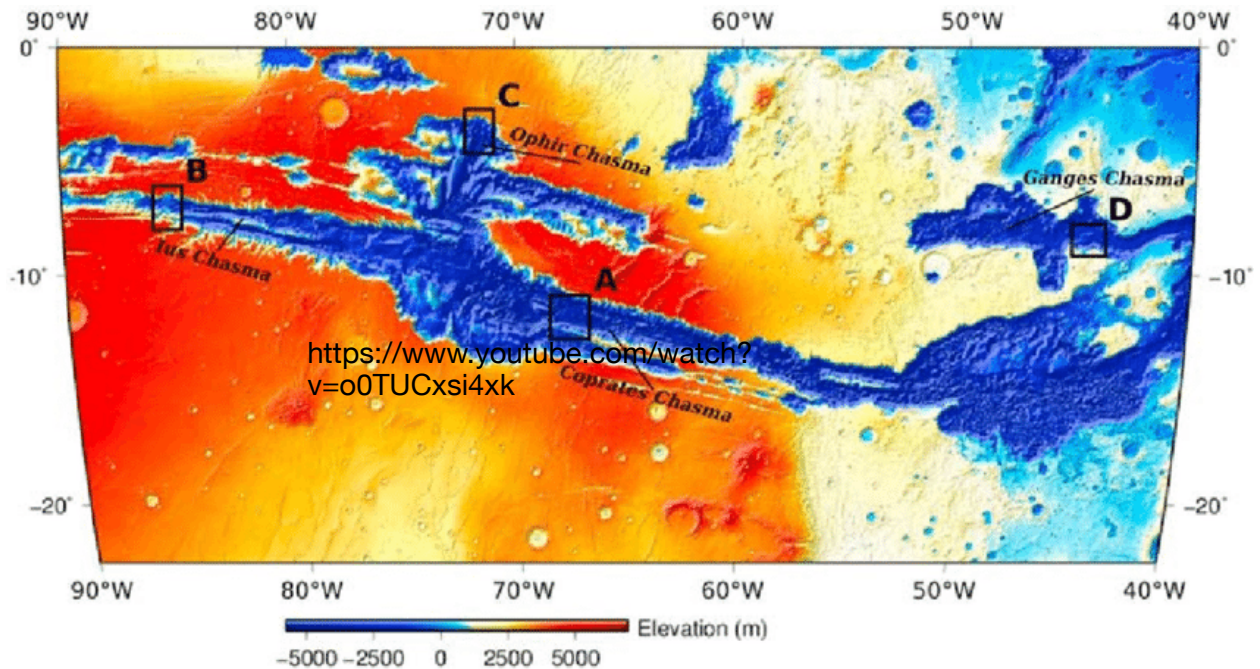 90°W 80°W 70°W 60°W 50°W 40°W
0° 0°
C
Ophir Chasma
B
Ganges Chasma
D
Ius Chasma
-10° -10°
A
https://www.youtube.com/watch?
v=o0TUCxsi4xk
Coprates Chasma
-20° -20°
90°W 80°W 70°W 60°W 50°W 40°W
Elevation (m)
-5000 -2500 0 2500 5000